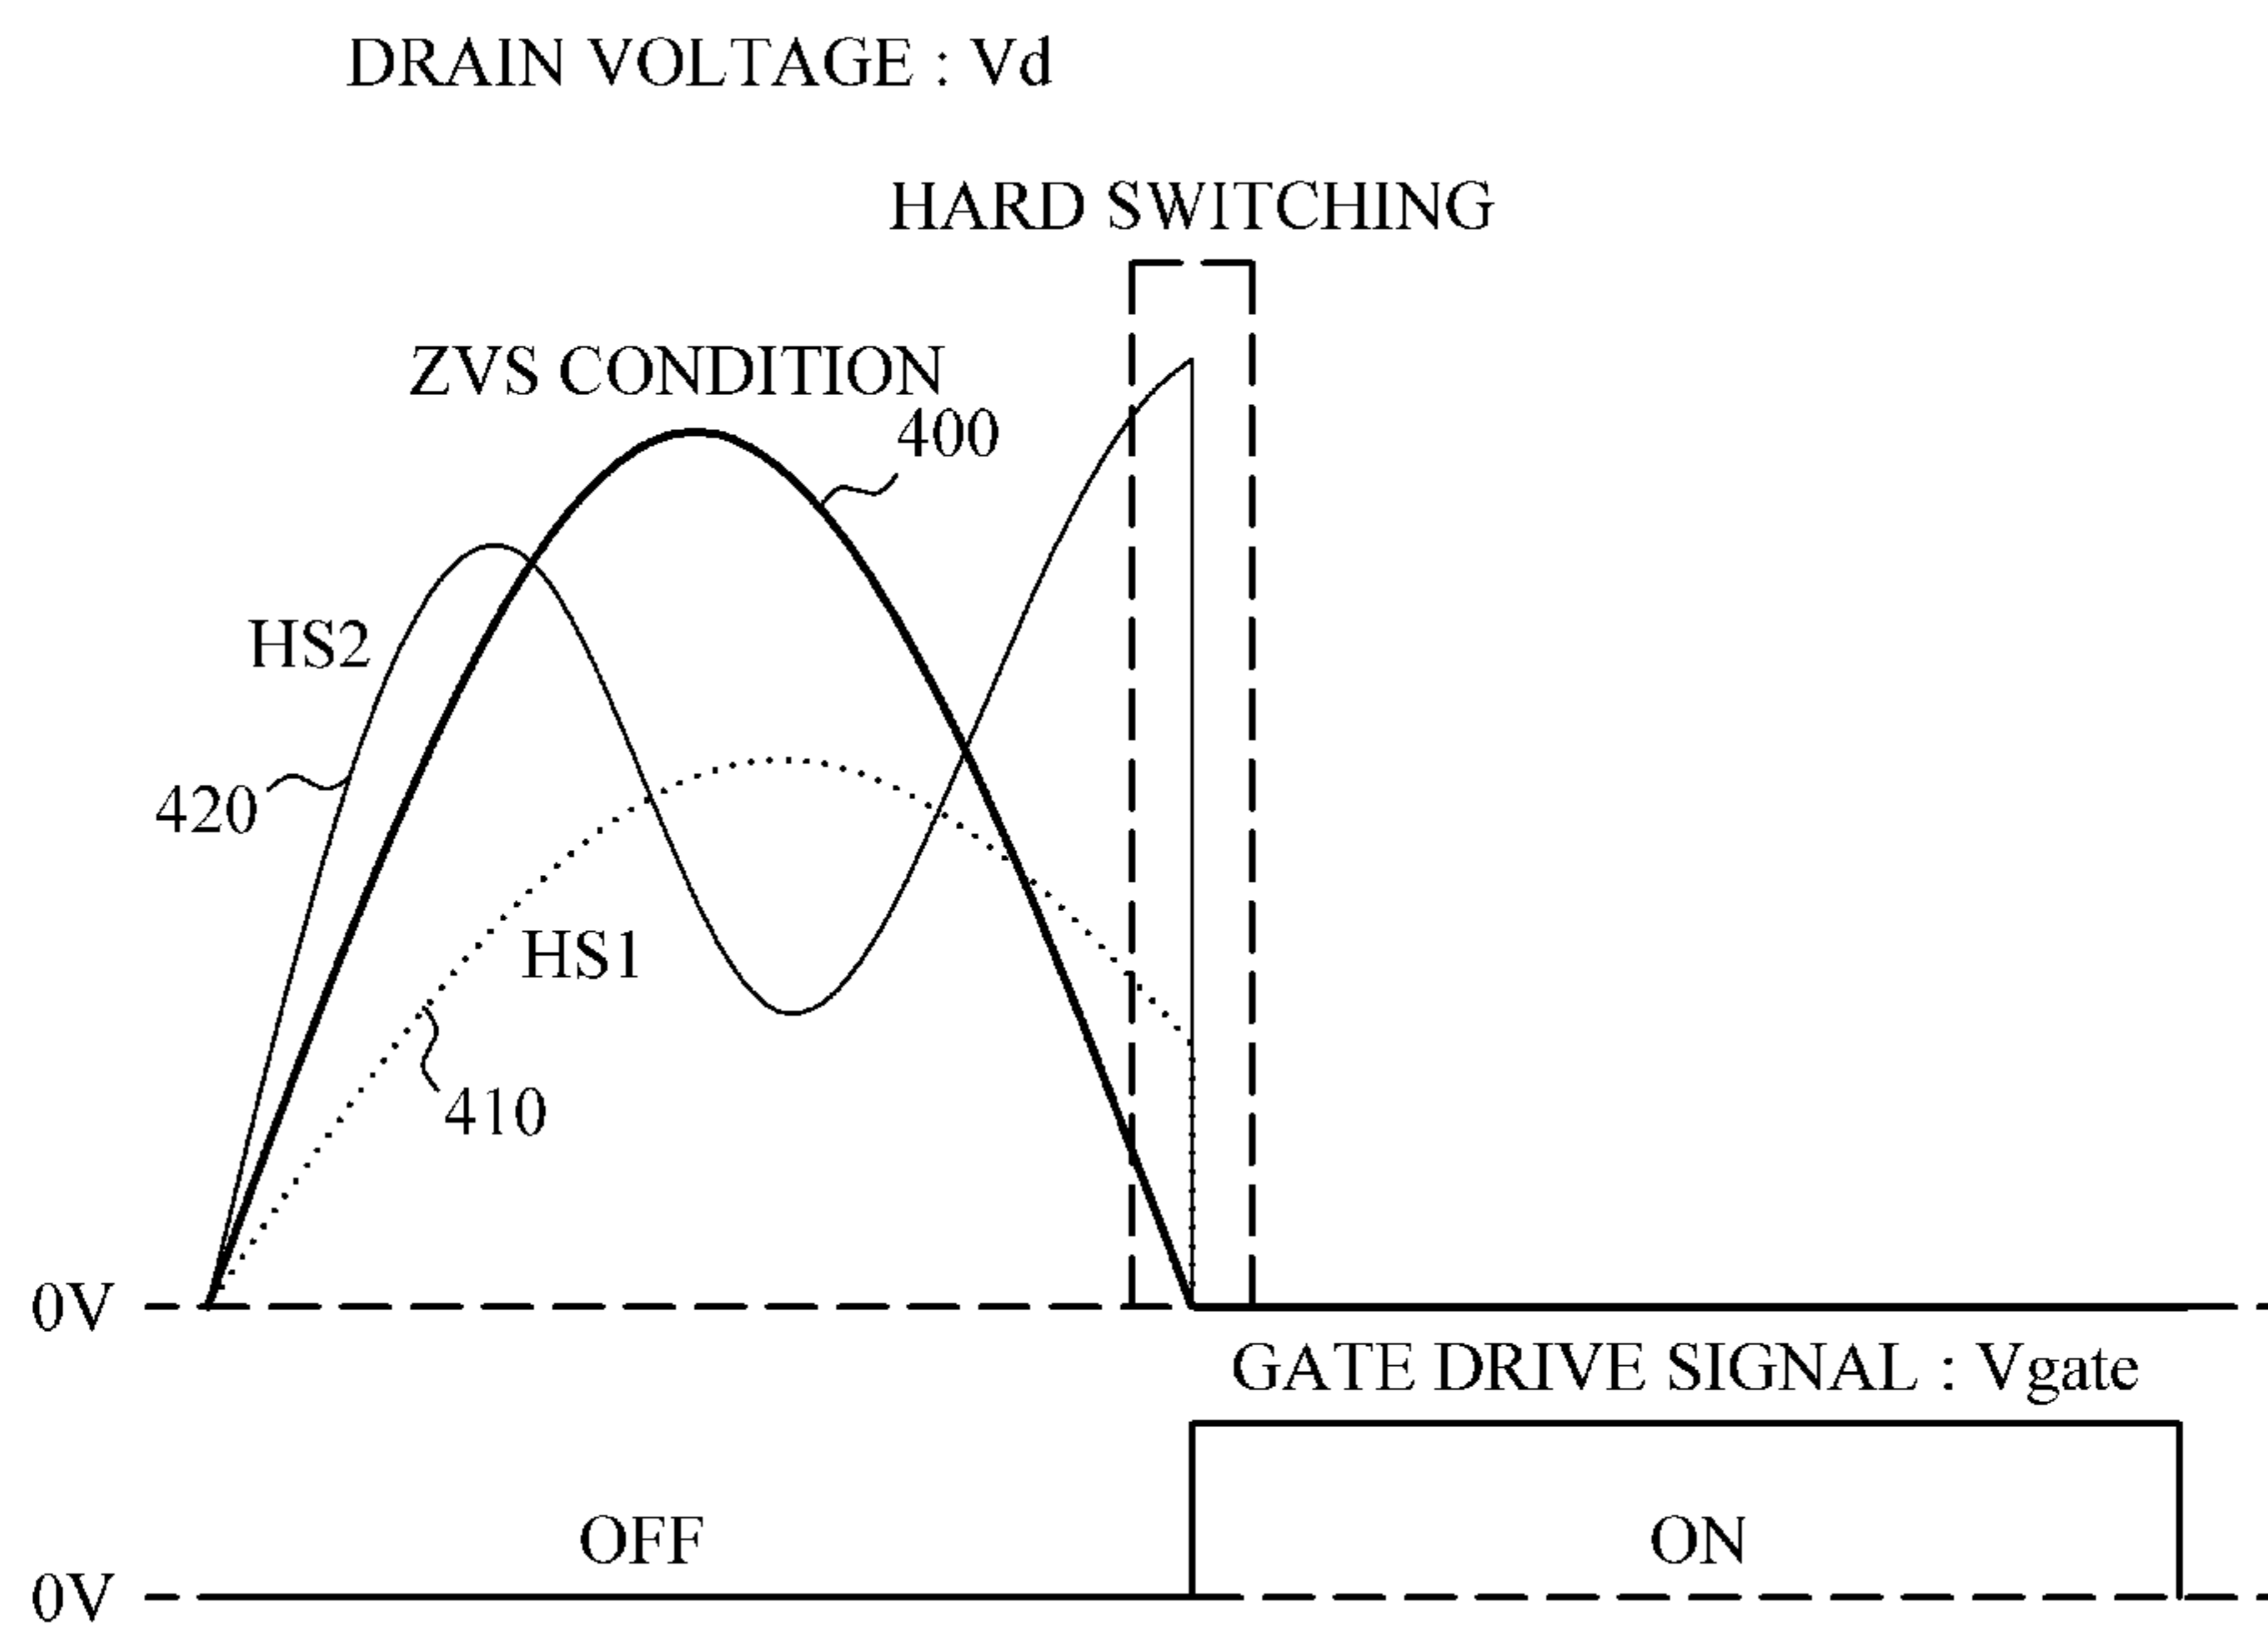 DRAIN VOLTAGE : Vd
HARD SWITCHING
ZVS CONDITION
400
HS2
420
HS1
410
0V
GATE DRIVE SIGNAL : Vgate
OFF
ON
0V